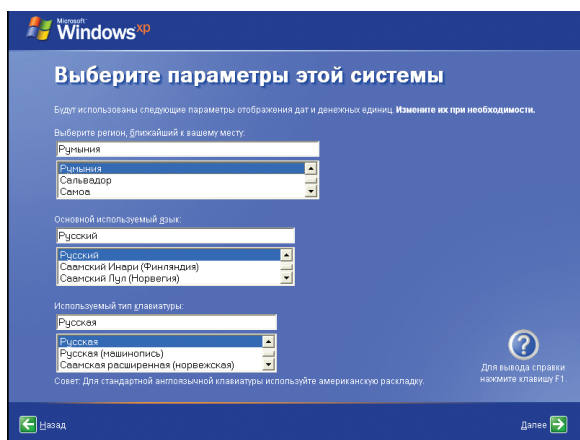 Microsoft
Windows xp
Выберите параметры этой системы
Будут использованы следующие параметры отображения дат и денежных единиц. Измените их при необходимости.
Выберите регион, ближайший к вашему месту:
Румыния
Румыния
Сальвадор
Самоа
Основной используемый язык:
Русский
Русский
Саамский Инари (Финляндия)
Саамский Лул (Норвегия)
Используемый тип клавиатуры:
Русская
Русская
Русская (машинопись)
Саамская расширенная (норвежская)
Совет: Для стандартной англоязычной клавиатуры используйте американскую раскладку.
Для вывода справки
нажмите клавишу F1.
Назад
Далее